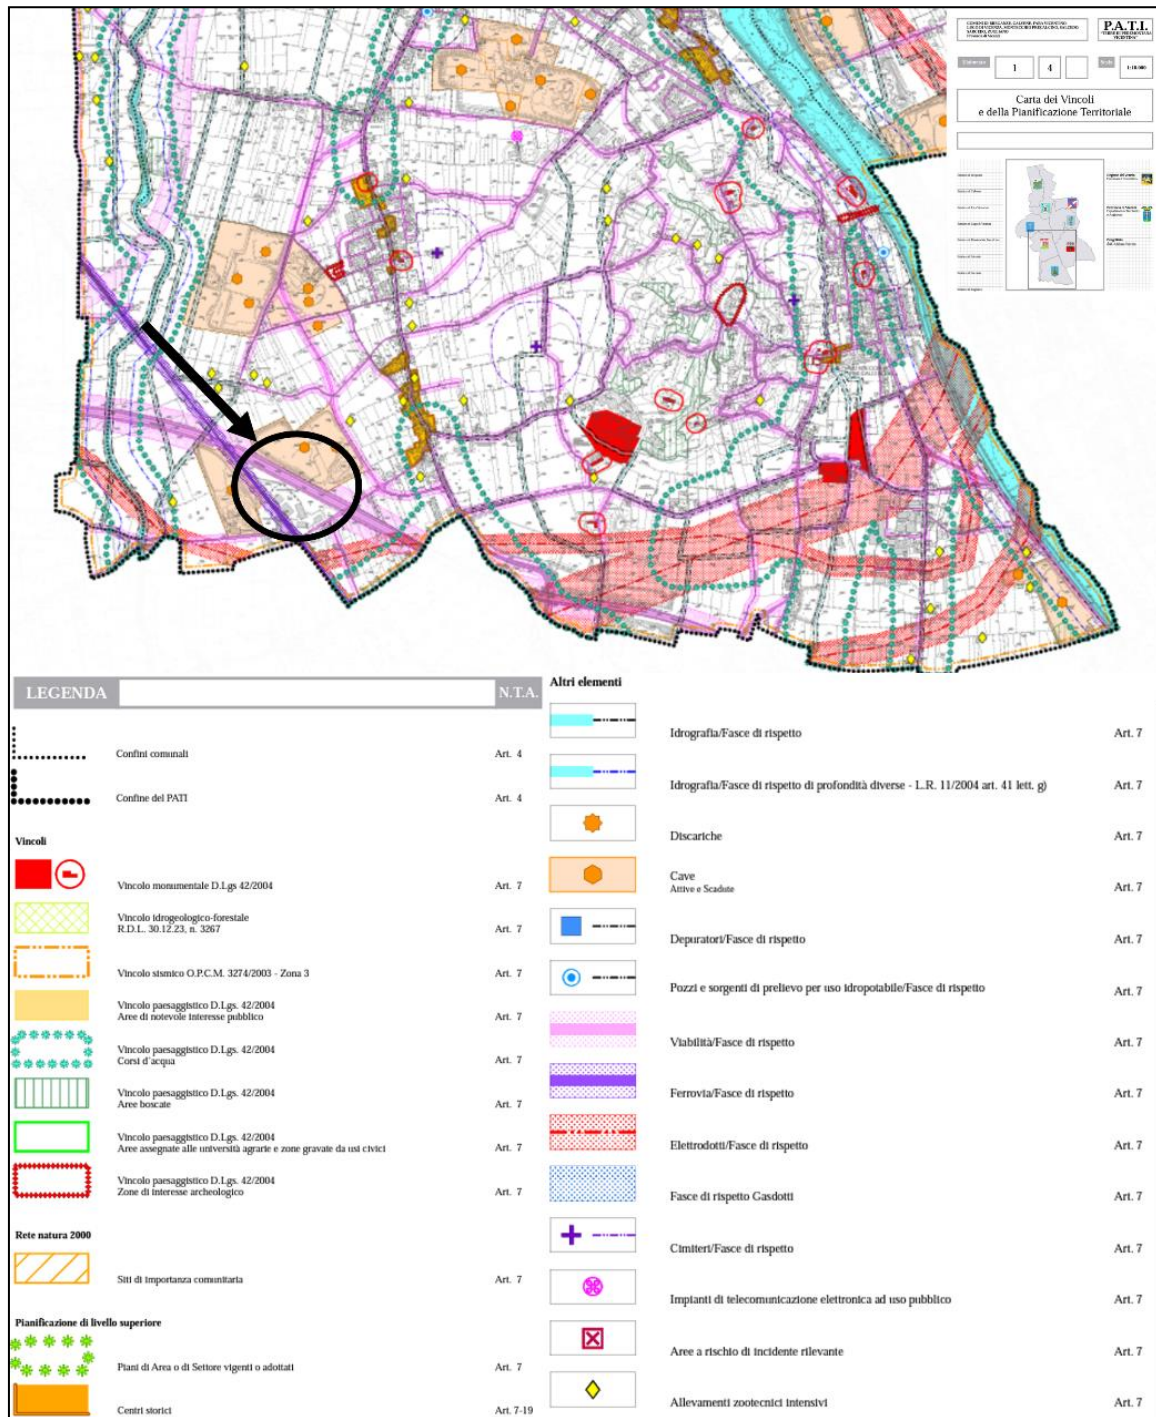 P.A.T.I.
1
4
1:10.000
Carta dei Vincoli
e della Pianificazione Territoriale
LEGENDA
N.T.A.
Confini comunali Art. 4
Confine del PATI Art. 4
Vincoli
Vincolo monumentale D.Lgs 42/2004 Art. 7
Vincolo idrogeologico-forestale
R.D.L. 30.12.23, n. 3267 Art. 7
Vincolo sismico O.P.C.M. 3274/2003 - Zona 3 Art. 7
Vincolo paesaggistico D.Lgs. 42/2004
Aree di notevole interesse pubblico Art. 7
Vincolo paesaggistico D.Lgs. 42/2004
Corsi d'acqua Art. 7
Vincolo paesaggistico D.Lgs. 42/2004
Aree boscate Art. 7
Vincolo paesaggistico D.Lgs. 42/2004
Aree assegnate alle università agrarie e zone gravate da usi civici Art. 7
Vincolo paesaggistico D.Lgs. 42/2004
Zone di interesse archeologico Art. 7
Rete natura 2000
Siti di importanza comunitaria Art. 7
Pianificazione di livello superiore
Piani di Area o di Settore vigenti o adottati Art. 7
Centri storici Art. 7-19
Altri elementi
Idrografia/Fasce di rispetto Art. 7
Idrografia/Fasce di rispetto di profondità diverse - L.R. 11/2004 art. 41 lett. g) Art. 7
Discariche Art. 7
Cave
Attive e Scadute Art. 7
Depuratori/Fasce di rispetto Art. 7
Pozzi e sorgenti di prelievo per uso idropotabile/Fasce di rispetto Art. 7
Viabilità/Fasce di rispetto Art. 7
Ferrovia/Fasce di rispetto Art. 7
Elettrodotti/Fasce di rispetto Art. 7
Fasce di rispetto Gasdotti Art. 7
Cimiteri/Fasce di rispetto Art. 7
Impianti di telecomunicazione elettronica ad uso pubblico Art. 7
Aree a rischio di incidente rilevante Art. 7
Allevamenti zootecnici intensivi Art. 7